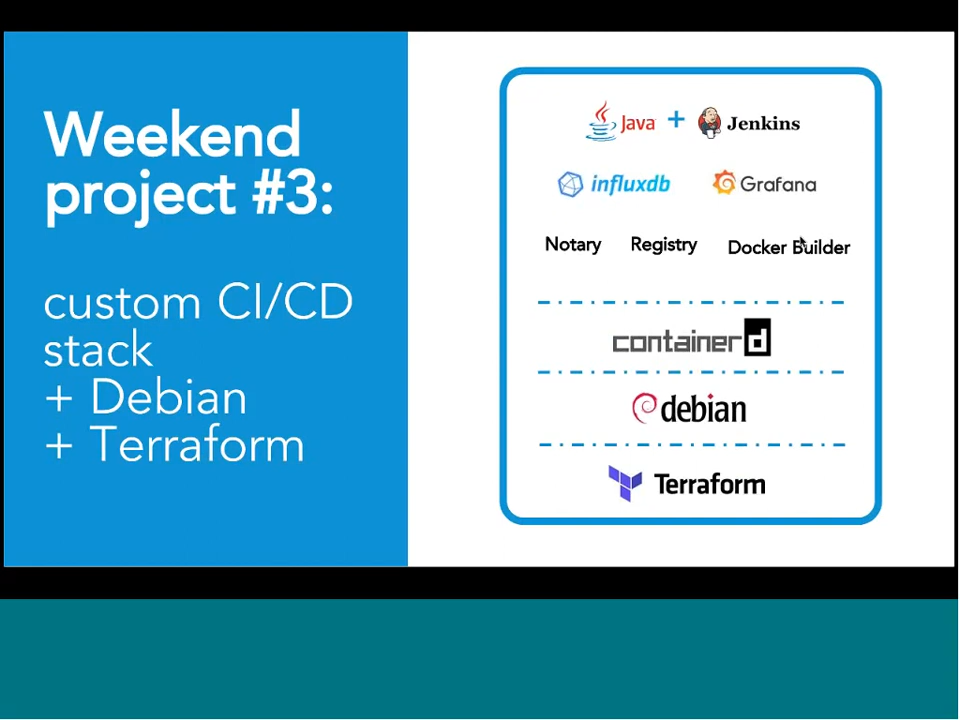 Weekend
project #3:
custom CI/CD
stack
+ Debian
+ Terraform
Java + Jenkins
influxdb Grafana
Notary Registry Docker Builder
containerd
debian
Terraform